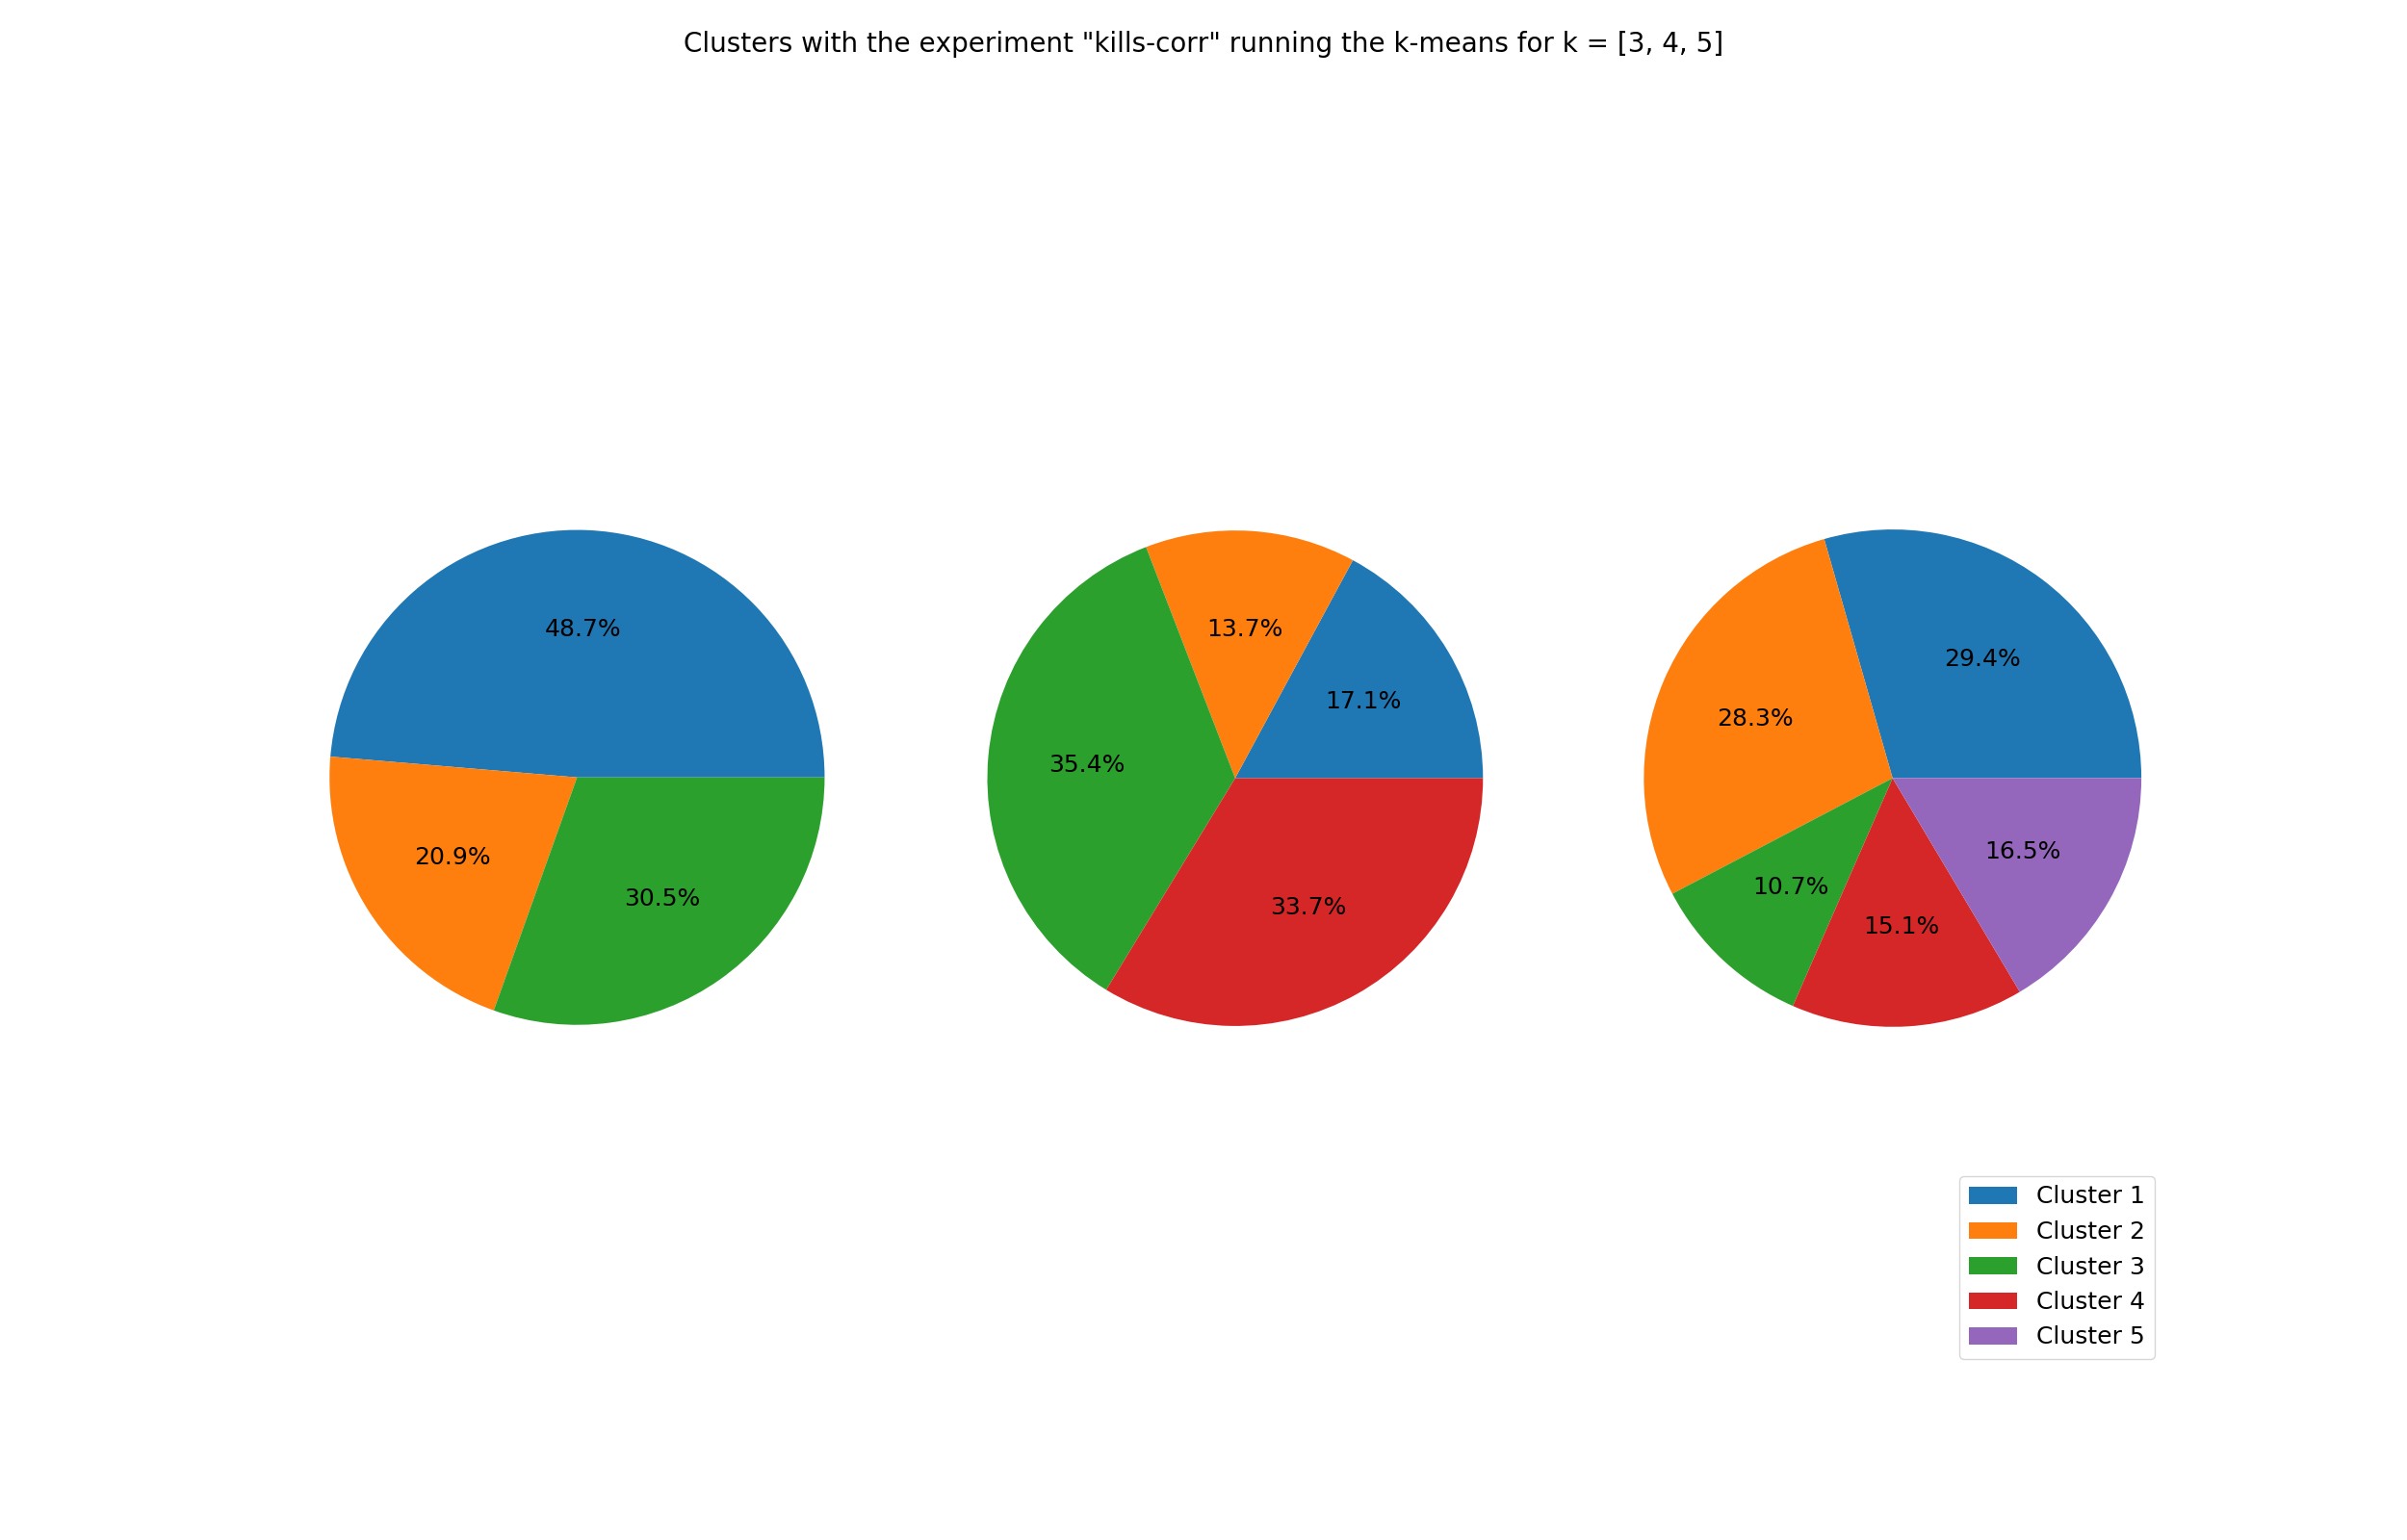 Clusters with the experiment "kills-corr" running the k-means for k = [3, 4, 5]
48.7%
20.9%
30.5%
17.1%
13.7%
35.4%
33.7%
29.4%
28.3%
10.7%
15.1%
16.5%
Cluster 1
Cluster 2
Cluster 3
Cluster 4
Cluster 5